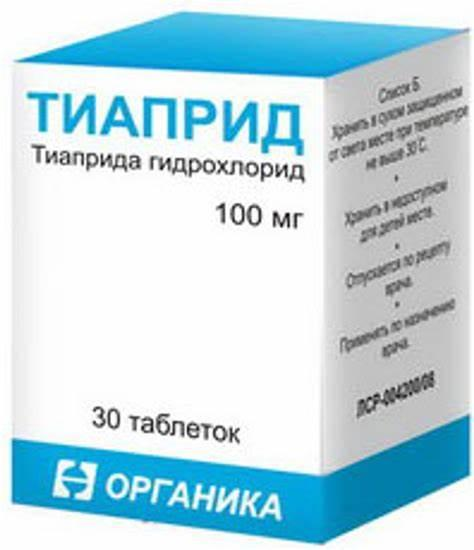 ТИАПРИД
Тиаприда гидрохлорид
100 мг
30 таблеток
ОРГАНИКА
Список Б.
Хранить в сухом защищенном
от света месте при температуре
не выше 30 С.
•
Хранить в недоступном
для детей месте.
•
Отпускается по рецепту
врача.
•
Применять по назначению
врача.
ЛСР-004200/08